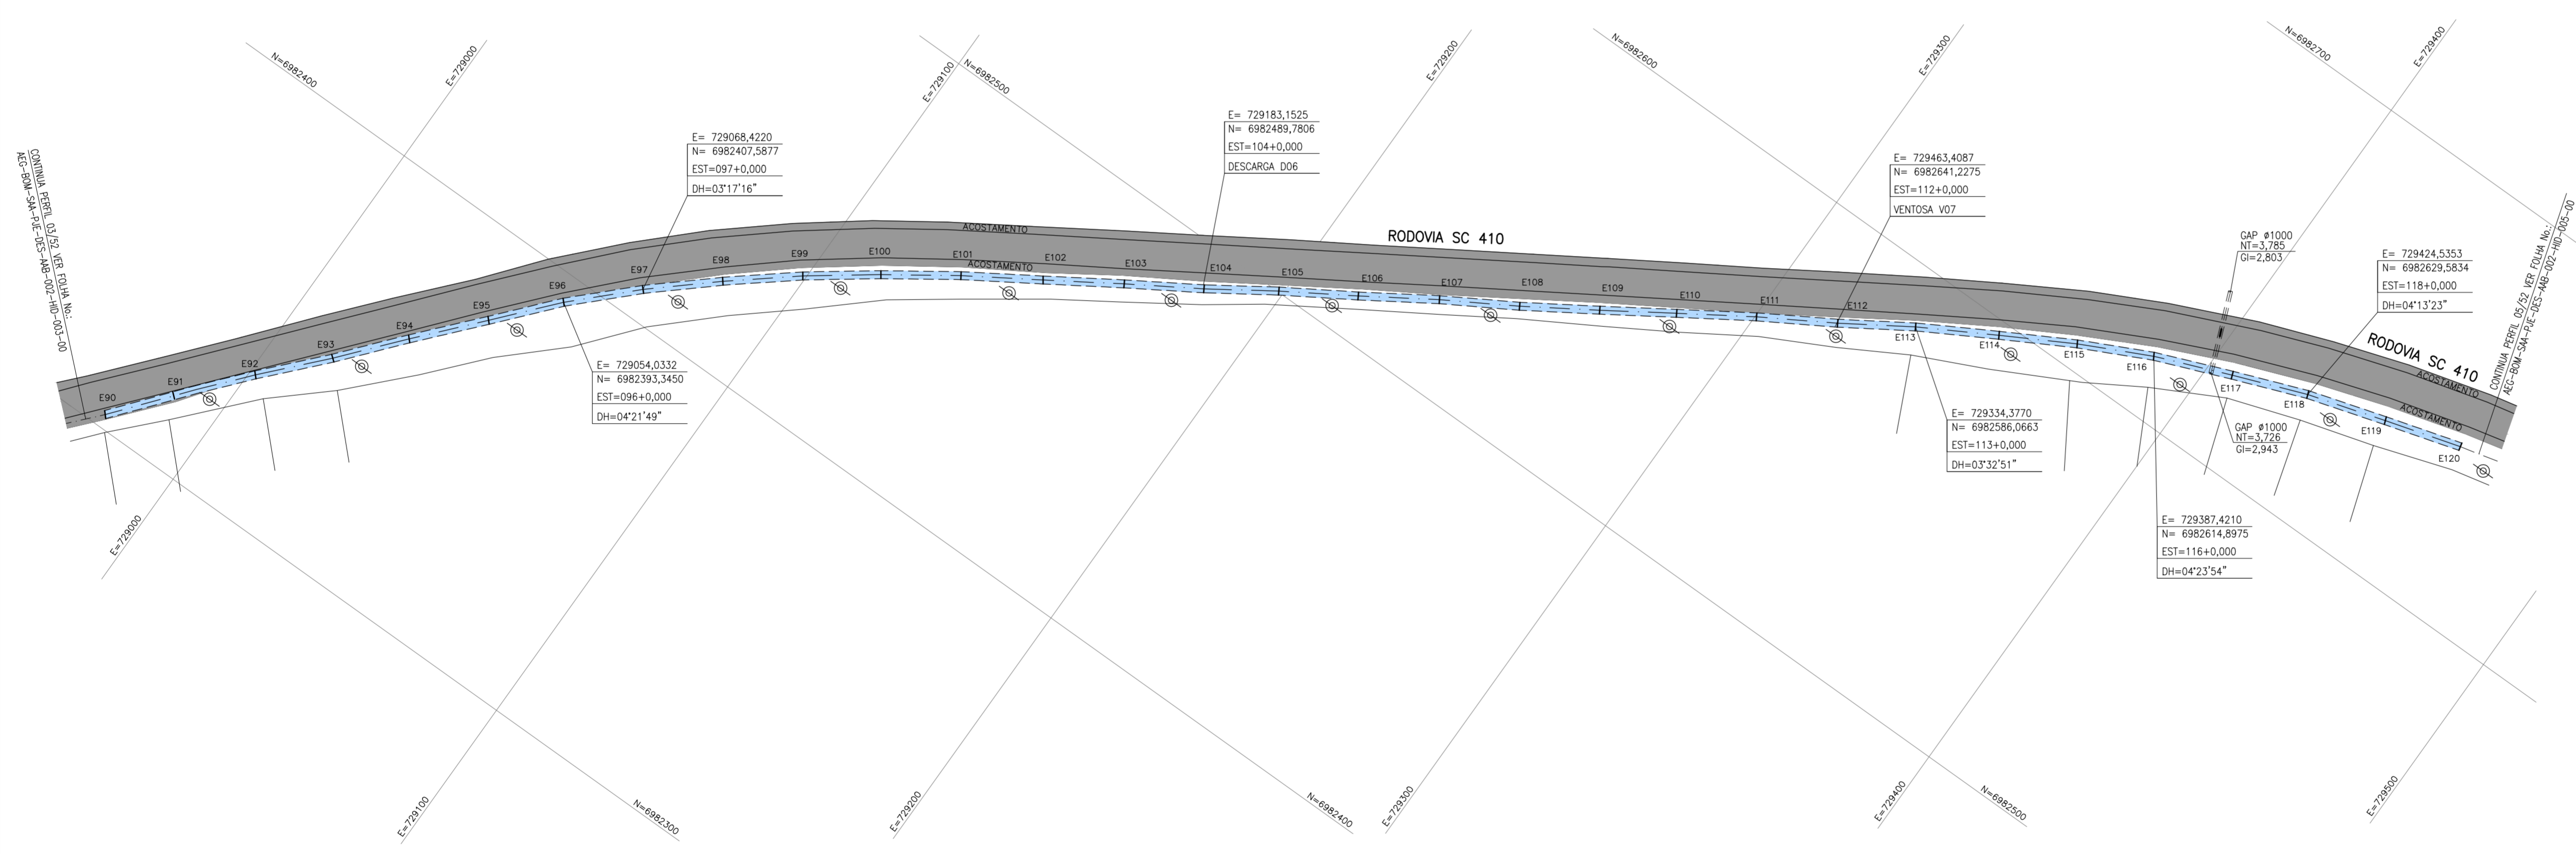 CONTINUA PERFIL 03/52 VER FOLHA No.:
AEG-BOM-SAA-PJE-DES-AAB-002-HID-003-00
N=6982400
E=729000
E=729100
N=6982500
E=729200
N=6982600
E=729300
N=6982700
E=729400
E= 729068,4220
N= 6982407,5877
EST=097+0,000
DH=03°17'16"
E= 729183,1525
N= 6982489,7806
EST=104+0,000
DESCARGA D06
E= 729463,4087
N= 6982641,2275
EST=112+0,000
VENTOSA V07
GAP ø1000
NT=3,785
GI=2,803
E= 729424,5353
N= 6982629,5834
EST=118+0,000
DH=04°13'23"
CONTINUA PERFIL 05/52 VER FOLHA No.:
AEG-BOM-SAA-PJE-DES-AAB-002-HID-005-00
RODOVIA SC 410
RODOVIA SC 410
ACOSTAMENTO
ACOSTAMENTO
ACOSTAMENTO
ACOSTAMENTO
E90
E91
E92
E93
E94
E95
E96
E97
E98
E99
E100
E101
E102
E103
E104
E105
E106
E107
E108
E109
E110
E111
E112
E113
E114
E115
E116
E117
E118
E119
E120
E= 729054,0332
N= 6982393,3450
EST=096+0,000
DH=04°21'49"
E= 729334,3770
N= 6982586,0663
EST=113+0,000
DH=03°32'51"
GAP ø1000
NT=3,726
GI=2,943
E= 729387,4210
N= 6982614,8975
EST=116+0,000
DH=04°23'54"
E=729000
E=729100
N=6982300
E=729200
N=6982400
E=729300
E=729400
N=6982500
E=729500